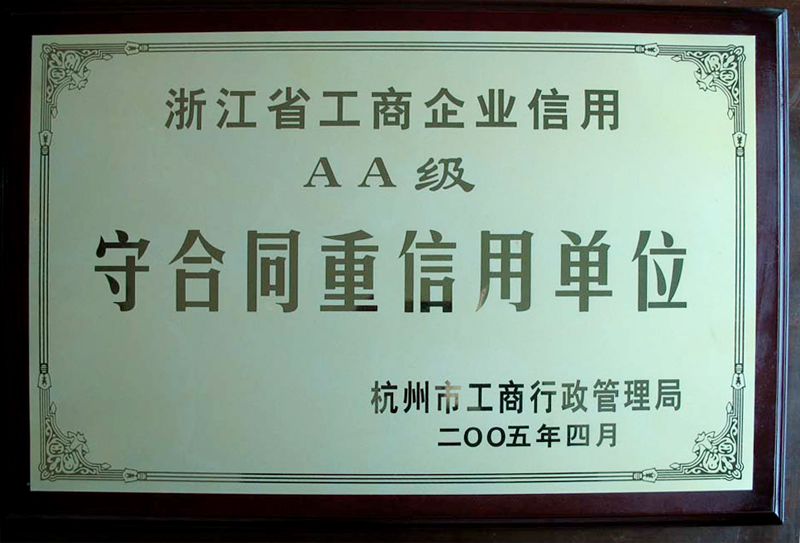 浙江省工商企业信用
AA级
守合同重信用单位
杭州市工商行政管理局
二OO五年四月